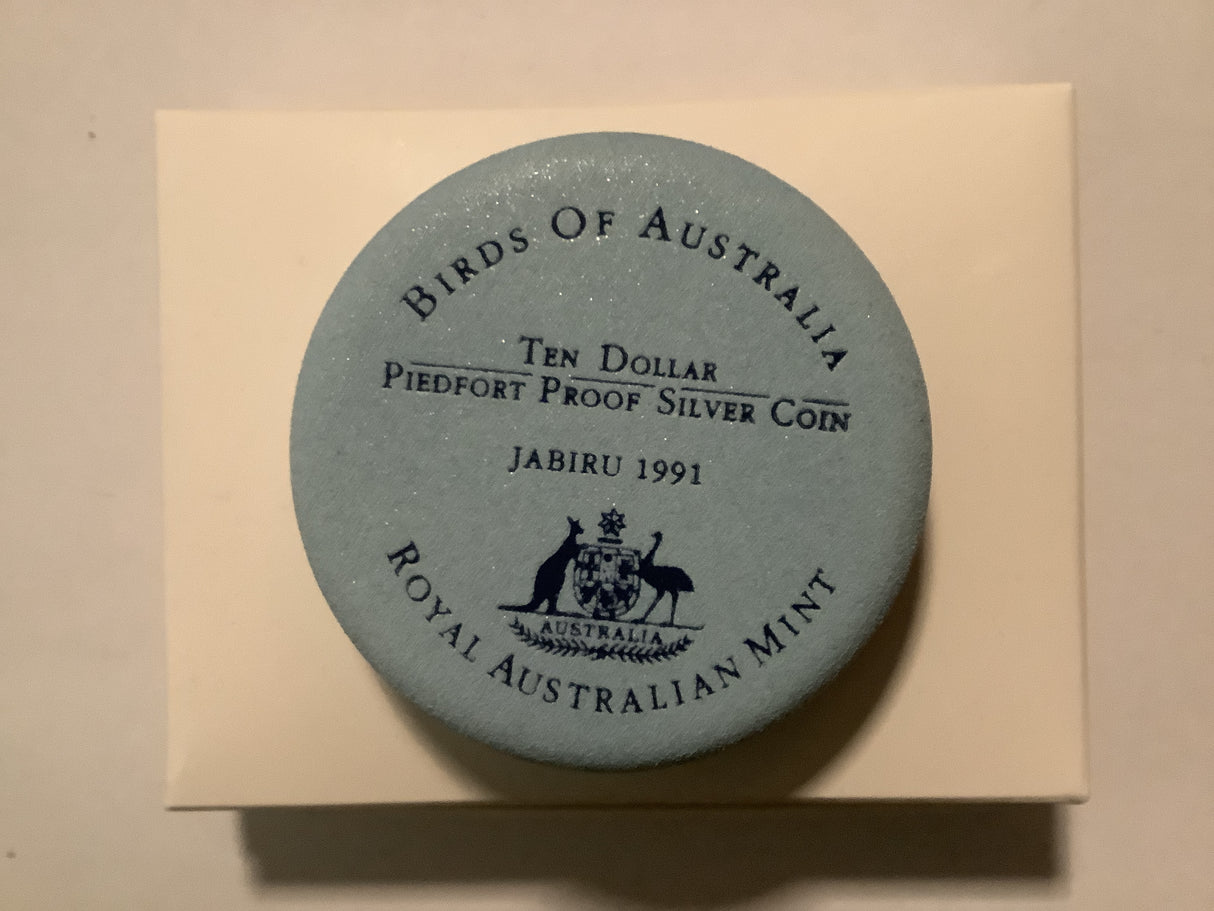 BIRDS OF AUSTRALIA
TEN DOLLAR
PIEDFORT PROOF SILVER COIN
JABIRU 1991
AUSTRALIA
ROYAL AUSTRALIAN MINT